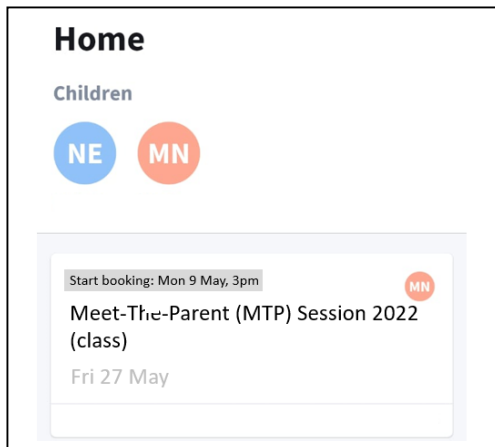 Home
Children
NE MN
Start booking: Mon 9 May, 3pm
MN
Meet-The-Parent (MTP) Session 2022
(class)
Fri 27 May